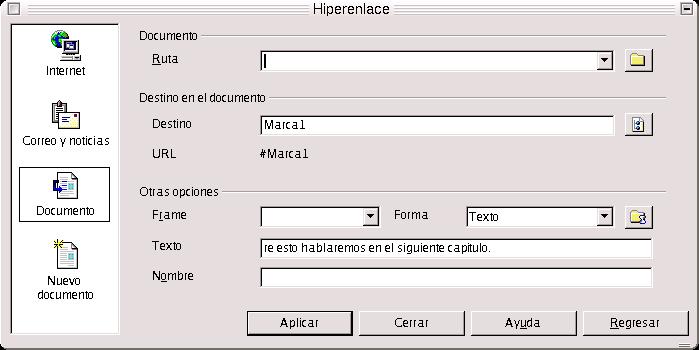 Hiperenlace
Internet
Correo y noticias
Documento
Nuevo
documento
Documento
Ruta
Destino en el documento
Destino Marca1
URL #Marca1
Otras opciones
Frame Forma Texto
Texto re esto hablaremos en el siguiente capitulo.
Nombre
Aplicar Cerrar Ayuda Regresar